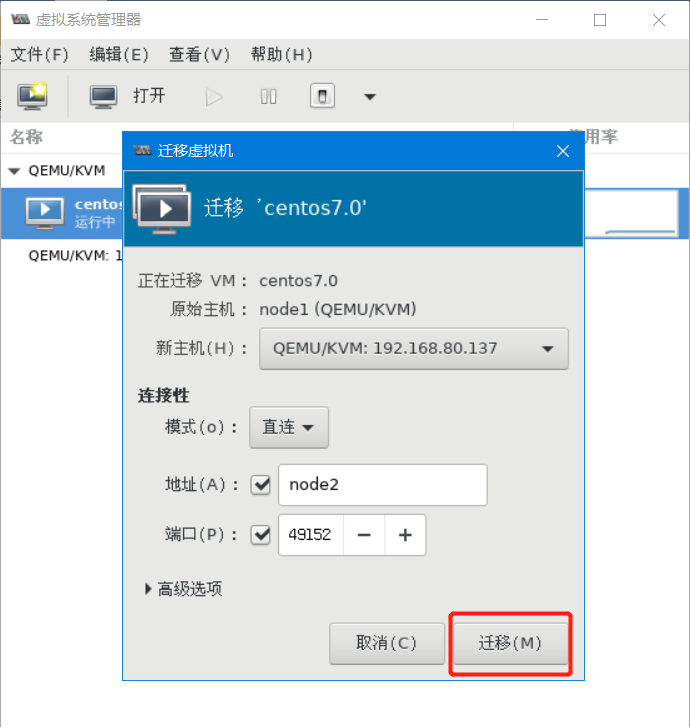 虚拟系统管理器
文件(F) 编辑(E) 查看(V) 帮助(H)
打开
名称
用率
迁移虚拟机
QEMU/KVM
迁移 'centos7.0'
centos
运行中
QEMU/KVM: 1
正在迁移 VM： centos7.0
原始主机： node1 (QEMU/KVM)
新主机(H)： QEMU/KVM: 192.168.80.137
连接性
模式(o)： 直连
地址(A)： node2
端口(P)： 49152
高级选项
取消(C) 迁移(M)